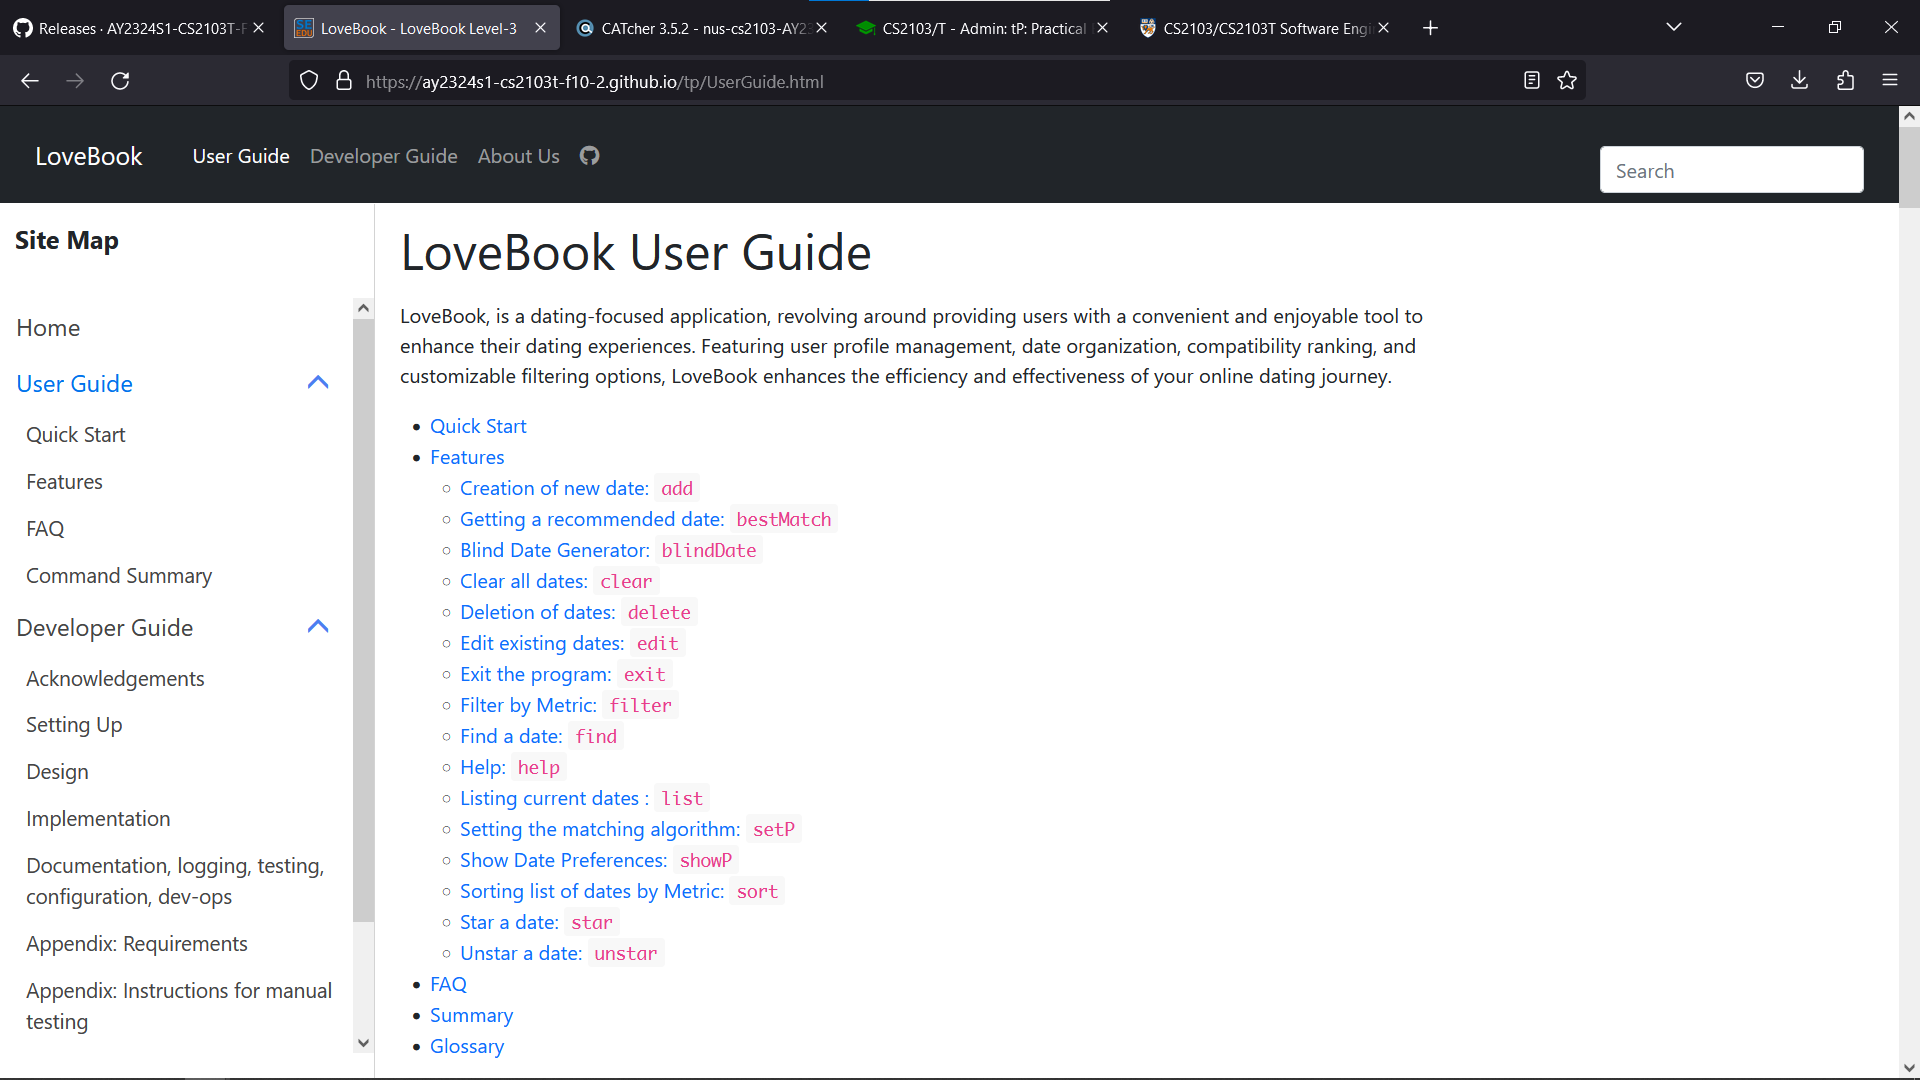 Releases · AY2324S1-CS2103T-F
LoveBook - LoveBook Level-3
CATcher 3.5.2 - nus-cs2103-AY23
CS2103/T - Admin: tP: Practical
CS2103/CS2103T Software Engi
https://ay2324s1-cs2103t-f10-2.github.io/tp/UserGuide.html
LoveBook
User Guide
Developer Guide
About Us
Search
Site Map
Home
User Guide
Quick Start
Features
FAQ
Command Summary
Developer Guide
Acknowledgements
Setting Up
Design
Implementation
Documentation, logging, testing,
configuration, dev-ops
Appendix: Requirements
Appendix: Instructions for manual
testing
LoveBook User Guide
LoveBook, is a dating-focused application, revolving around providing users with a convenient and enjoyable tool to
enhance their dating experiences. Featuring user profile management, date organization, compatibility ranking, and
customizable filtering options, LoveBook enhances the efficiency and effectiveness of your online dating journey.
Quick Start
Features
Creation of new date: add
Getting a recommended date: bestMatch
Blind Date Generator: blindDate
Clear all dates: clear
Deletion of dates: delete
Edit existing dates: edit
Exit the program: exit
Filter by Metric: filter
Find a date: find
Help: help
Listing current dates : list
Setting the matching algorithm: setP
Show Date Preferences: showP
Sorting list of dates by Metric: sort
Star a date: star
Unstar a date: unstar
FAQ
Summary
Glossary